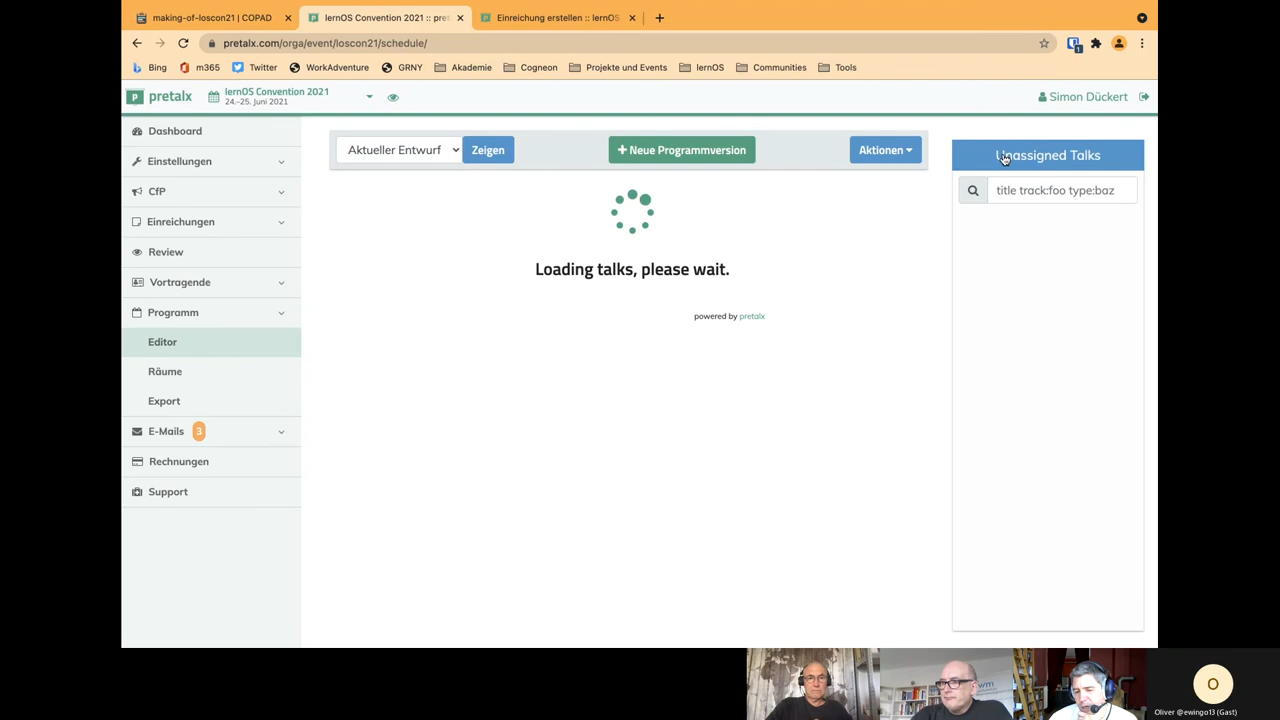 making-of-loscon21 | COPAD
lernOS Convention 2021 :: pret
Einreichung erstellen :: lernOS
pretalx.com/orga/event/loscon21/schedule/
1
Bing
m365
Twitter
WorkAdventure
GRNY
Akademie
Cogneon
Projekte und Events
lernOS
Communities
Tools
pretalx
lernOS Convention 2021
24.–25. Juni 2021
Simon Dückert
Dashboard
Einstellungen
CfP
Einreichungen
Review
Vortragende
Programm
Editor
Räume
Export
E-Mails 3
Rechnungen
Support
Aktueller Entwurf
Zeigen
+ Neue Programmversion
Aktionen
Loading talks, please wait.
powered by pretalx
Unassigned Talks
title track:foo type:baz
O
Oliver @ewingo13 (Gast)